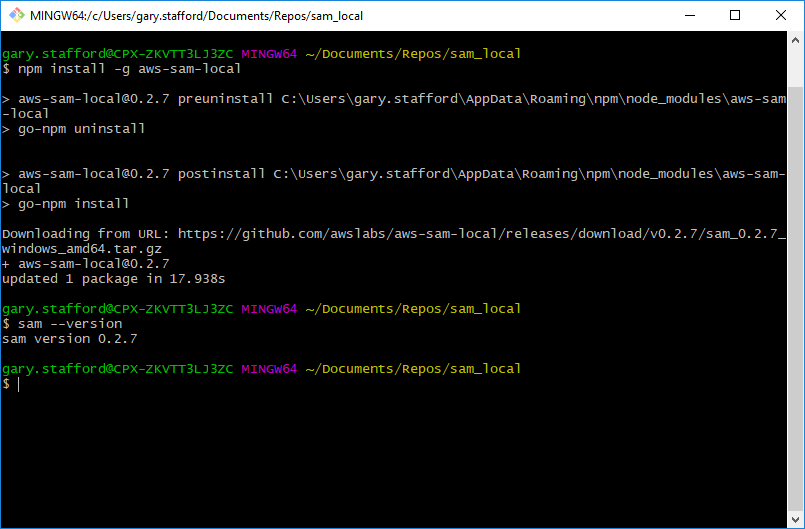 MINGW64:/c/Users/gary.stafford/Documents/Repos/sam_local
gary.stafford@CPX-ZKVTT3LJ3ZC MINGW64 ~/Documents/Repos/sam_local
$ npm install -g aws-sam-local
> aws-sam-local@0.2.7 preuninstall C:\Users\gary.stafford\AppData\Roaming\npm\node_modules\aws-sam
-local
> go-npm uninstall
> aws-sam-local@0.2.7 postinstall C:\Users\gary.stafford\AppData\Roaming\npm\node_modules\aws-sam-
local
> go-npm install
Downloading from URL: https://github.com/awslabs/aws-sam-local/releases/download/v0.2.7/sam_0.2.7_
windows_amd64.tar.gz
+ aws-sam-local@0.2.7
updated 1 package in 17.938s
gary.stafford@CPX-ZKVTT3LJ3ZC MINGW64 ~/Documents/Repos/sam_local
$ sam --version
sam version 0.2.7
gary.stafford@CPX-ZKVTT3LJ3ZC MINGW64 ~/Documents/Repos/sam_local
$